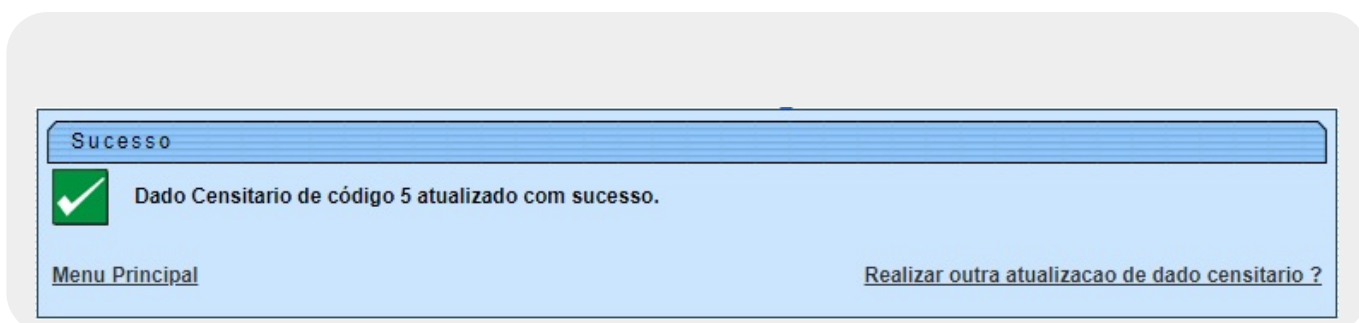 Sucesso
Dado Censitario de código 5 atualizado com sucesso.
Menu Principal Realizar outra atualizacao de dado censitario ?